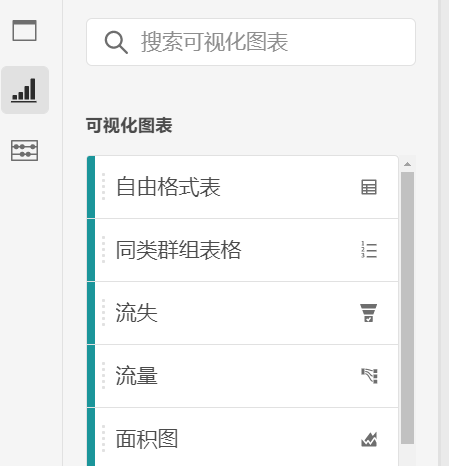 搜索可视化图表
可视化图表
自由格式表
同类群组表格
流失
流量
面积图